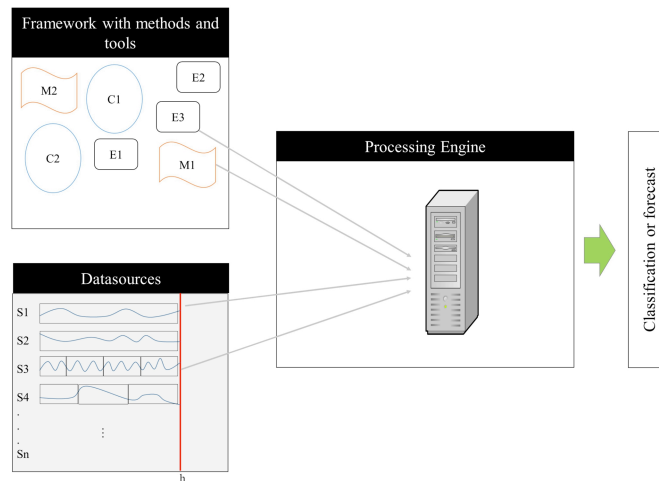 Framework with methods and
tools
M2
C1
E2
E3
C2
E1
M1
Processing Engine
Classification or forecast
Datasources
S1
S2
S3
S4
.
.
.
⋮
Sn
h